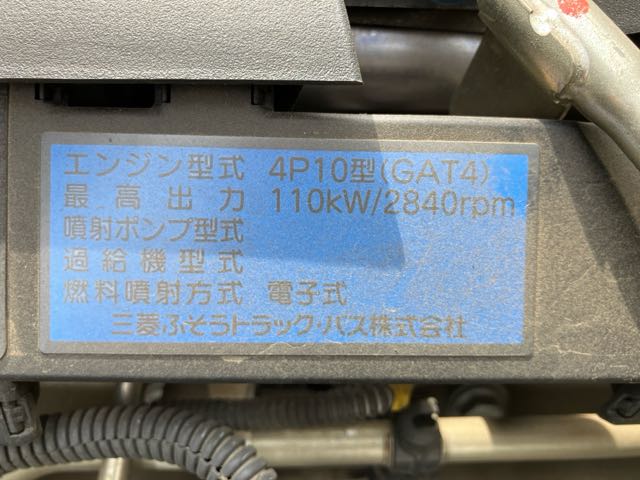 エンジン型式 4P10型(GAT4)
最高出力 110kW/2840rpm
噴射ポンプ型式
過給機型式
燃料噴射方式 電子式
三菱ふそうトラック・バス株式会社